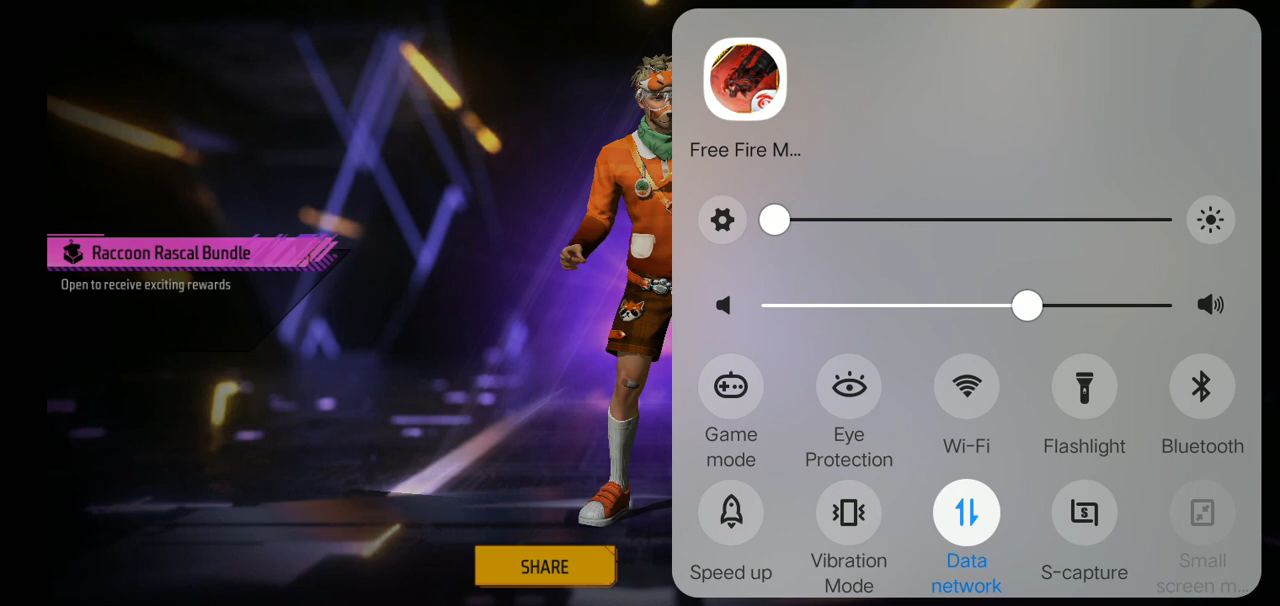 Raccoon Rascal Bundle
Open to receive exciting rewards
SHARE
Free Fire M...
Game
mode
Eye
Protection
Wi-Fi
Flashlight
Bluetooth
Speed up
Vibration
Mode
Data
network
S-capture
Small
screen m...